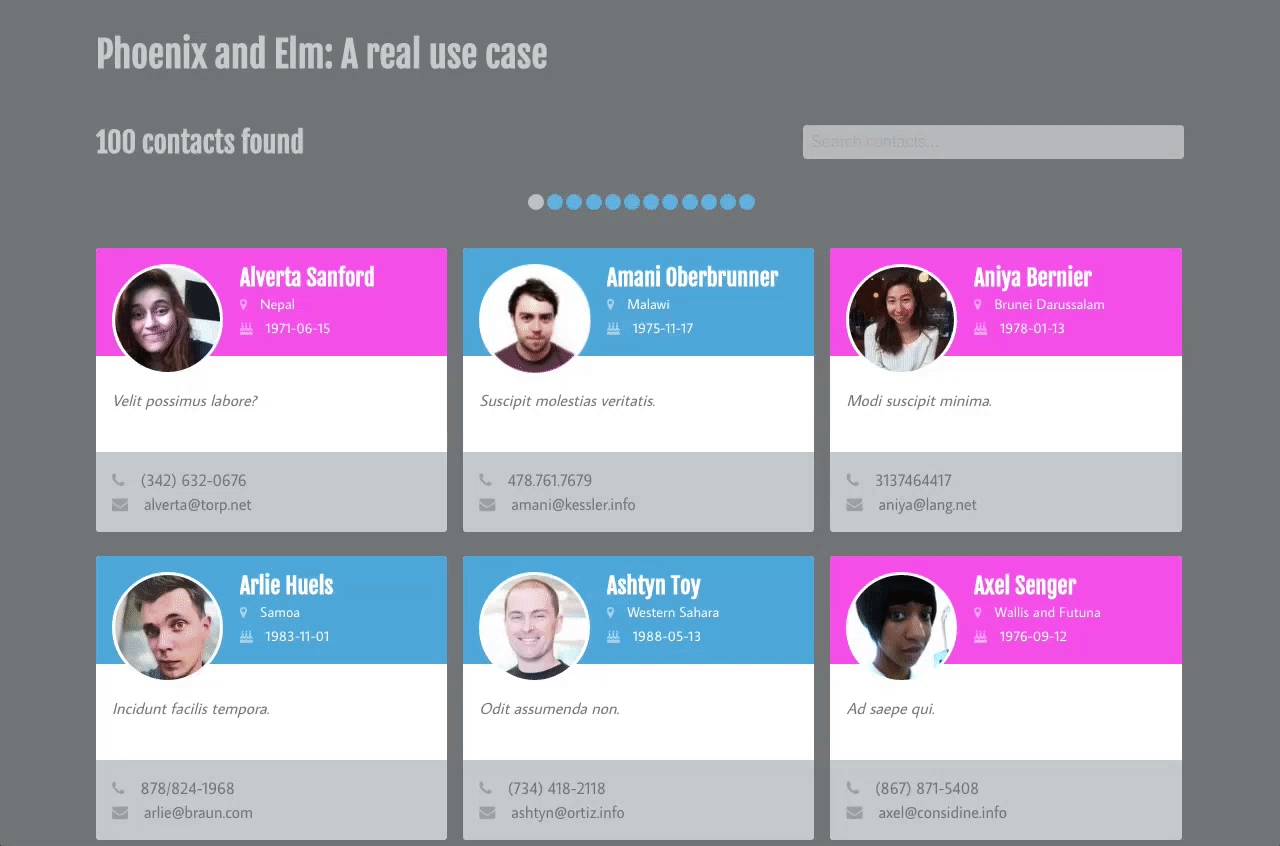 Phoenix and Elm: A real use case
100 contacts found
Search contacts...
Alverta Sanford
Nepal
1971-06-15
Velit possimus labore?
(342) 632-0676
alverta@torp.net
Amani Oberbrunner
Malawi
1975-11-17
Suscipit molestias veritatis.
478.761.7679
amani@kessler.info
Aniya Bernier
Brunei Darussalam
1978-01-13
Modi suscipit minima.
3137464417
aniya@lang.net
Arlie Huels
Samoa
1983-11-01
Incidunt facilis tempora.
878/824-1968
arlie@braun.com
Ashtyn Toy
Western Sahara
1988-05-13
Odit assumenda non.
(734) 418-2118
ashtyn@ortiz.info
Axel Senger
Wallis and Futuna
1976-09-12
Ad saepe qui.
(867) 871-5408
axel@considine.info